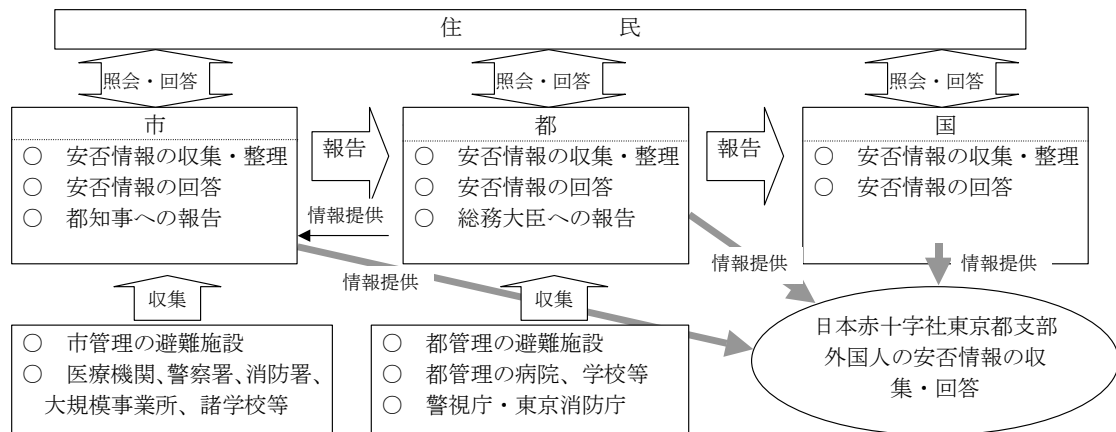 住　　　　　民
照会・回答
照会・回答
照会・回答
市
○　安否情報の収集・整理
○　安否情報の回答
○　都知事への報告
報告
情報提供
都
○　安否情報の収集・整理
○　安否情報の回答
○　総務大臣への報告
報告
国
○　安否情報の収集・整理
○　安否情報の回答
情報提供
情報提供
情報提供
収集
収集
○　市管理の避難施設
○　医療機関、警察署、消防署、
大規模事業所、諸学校等
○　都管理の避難施設
○　都管理の病院、学校等
○　警視庁・東京消防庁
日本赤十字社東京都支部
外国人の安否情報の収
集・回答